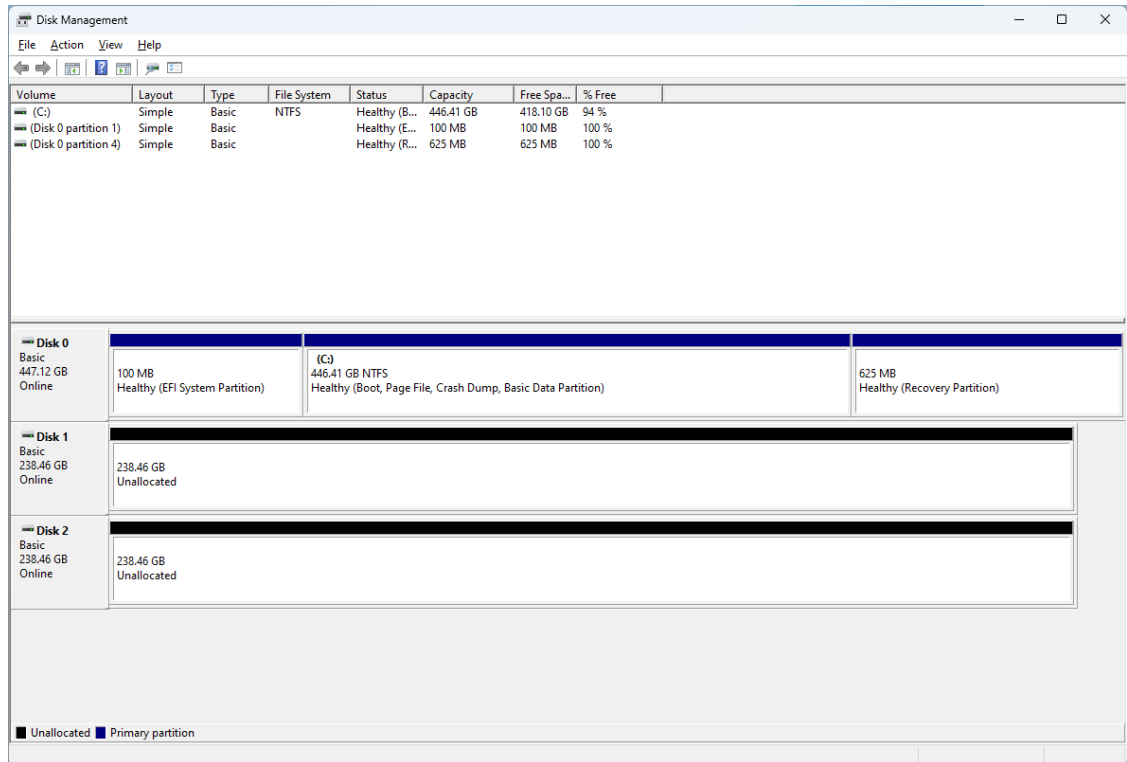 Disk Management
File Action View Help
Volume Layout Type File System Status Capacity Free Spa... % Free
(C:) Simple Basic NTFS Healthy (B... 446.41 GB 418.10 GB 94 %
(Disk 0 partition 1) Simple Basic Healthy (E... 100 MB 100 MB 100 %
(Disk 0 partition 4) Simple Basic Healthy (R... 625 MB 625 MB 100 %
Disk 0
Basic
447.12 GB
Online
100 MB
Healthy (EFI System Partition)
(C:)
446.41 GB NTFS
Healthy (Boot, Page File, Crash Dump, Basic Data Partition)
625 MB
Healthy (Recovery Partition)
Disk 1
Basic
238.46 GB
Online
238.46 GB
Unallocated
Disk 2
Basic
238.46 GB
Online
238.46 GB
Unallocated
Unallocated Primary partition